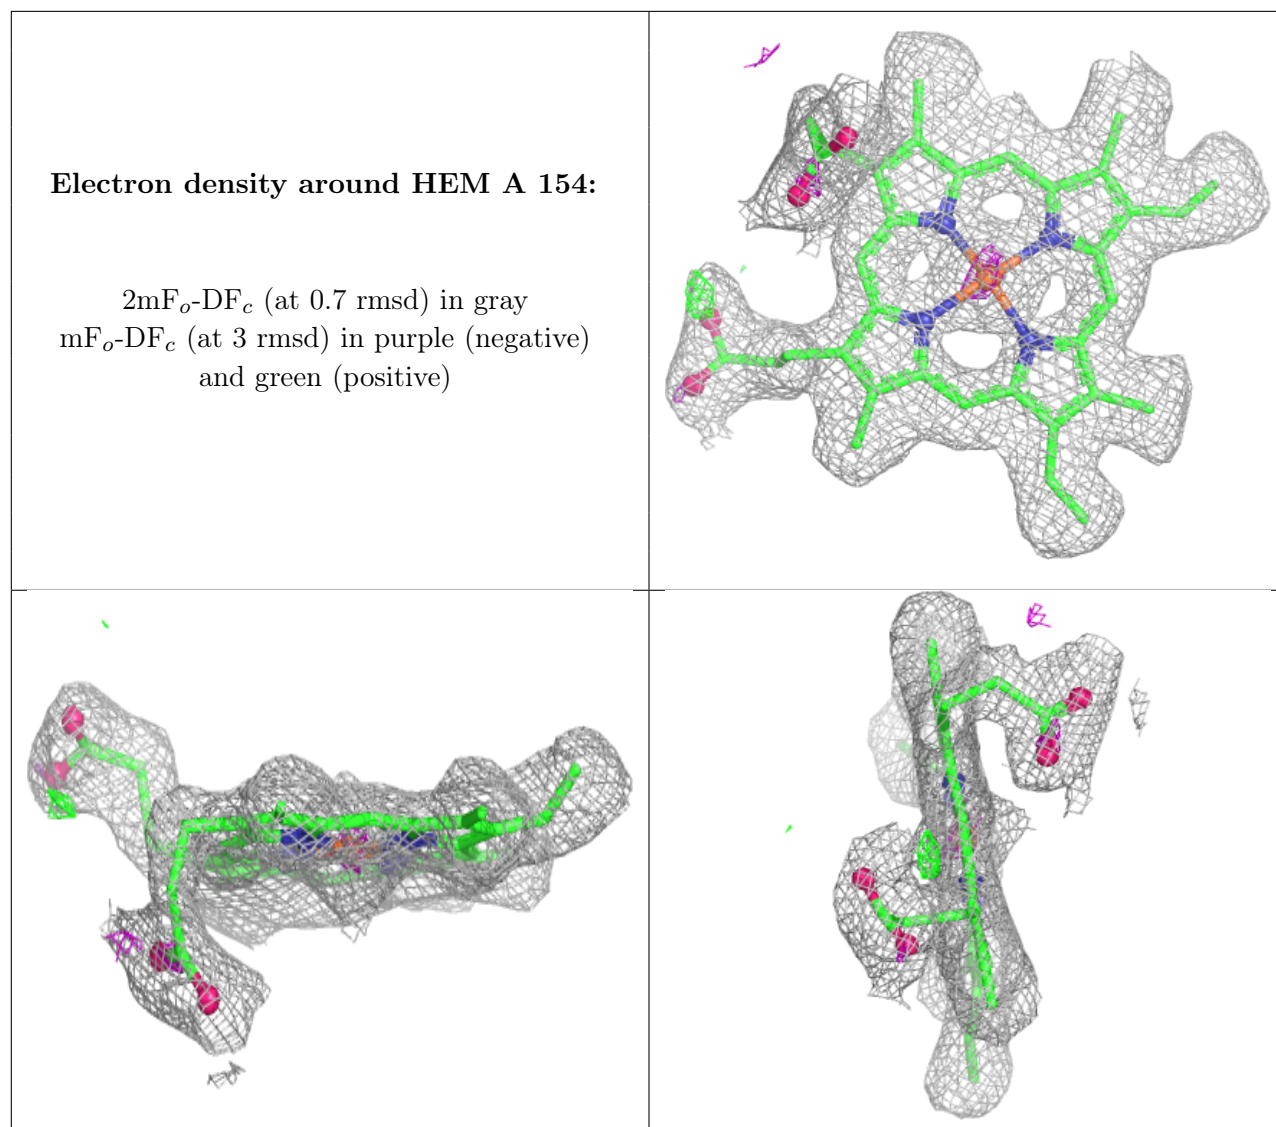 Electron density around HEM A 154:
2mFₒ-DF𝒸 (at 0.7 rmsd) in gray
mFₒ-DF𝒸 (at 3 rmsd) in purple (negative)
and green (positive)